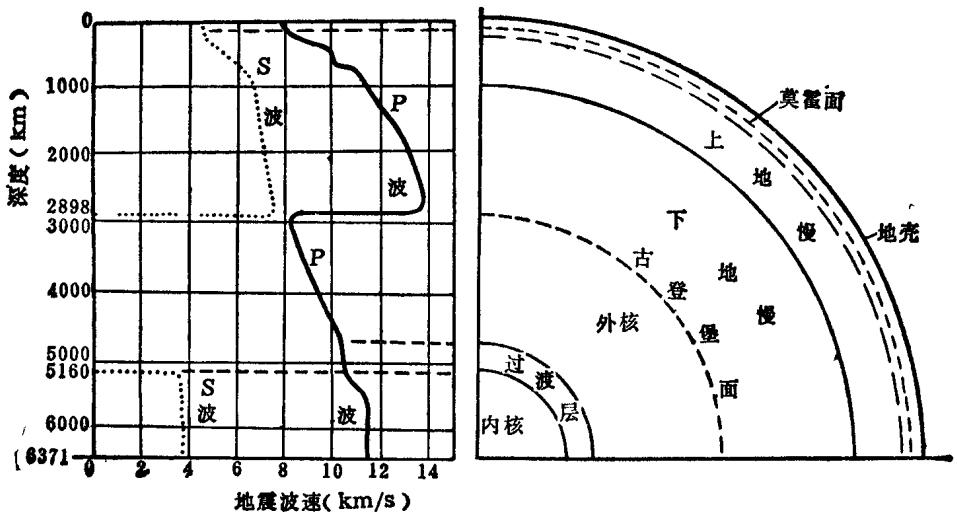 0
1000
2000
2898
3000
4000
5000
5160
6000
6371
深度(km)
0 2 4 6 8 10 12 14
地震波速(km/s)
S
波
P
波
P
波
S
波
莫霍面
地壳
上地慢
下地慢
古登堡面
外核
过渡层
内核